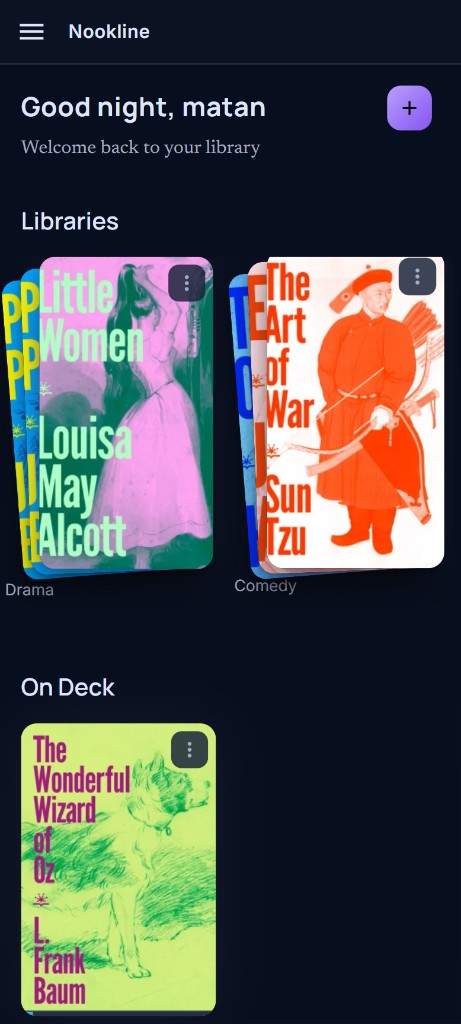 Nookline
Good night, matan
+
Welcome back to your library
Libraries
Little
Women
Louisa
May
Alcott
The
Art
of
War
Sun
Tzu
Drama
Comedy
On Deck
The
Wonderful
Wizard
of
Oz
L.
Frank
Baum